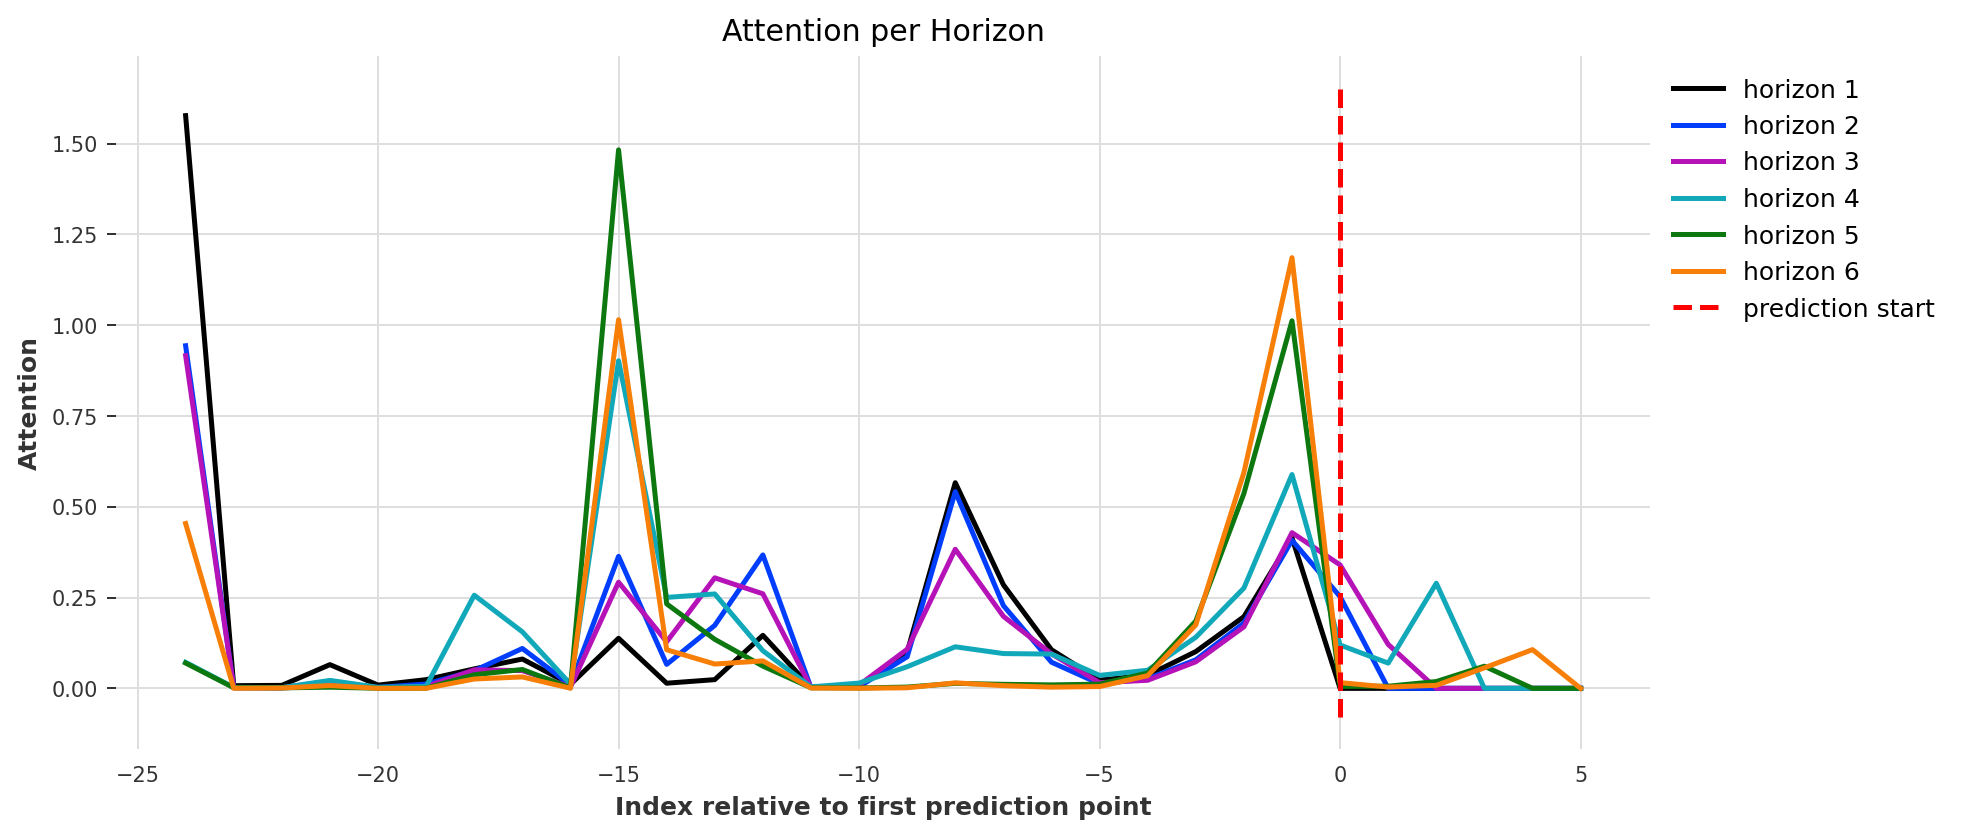 Attention per Horizon
Attention
1.50
1.25
1.00
0.75
0.50
0.25
0.00
−25
−20
−15
−10
−5
0
5
Index relative to first prediction point
horizon 1
horizon 2
horizon 3
horizon 4
horizon 5
horizon 6
prediction start